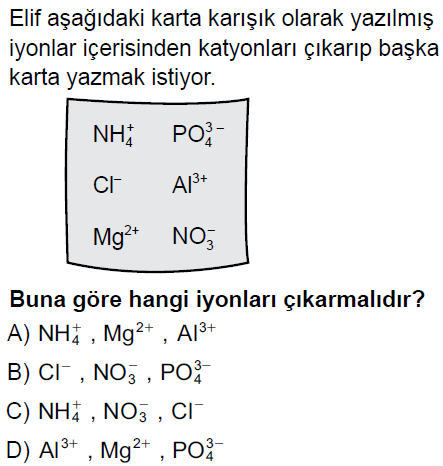 Elif aşağıdaki karta karışık olarak yazılmış
iyonlar içerisinden katyonları çıkarıp başka
karta yazmak istiyor.
NH₄⁺ PO₄³⁻
Cl⁻ Al³⁺
Mg²⁺ NO₃⁻
Buna göre hangi iyonları çıkarmalıdır?
A) NH₄⁺ , Mg²⁺ , Al³⁺
B) Cl⁻ , NO₃⁻ , PO₄³⁻
C) NH₄⁺ , NO₃⁻ , Cl⁻
D) Al³⁺ , Mg²⁺ , PO₄³⁻